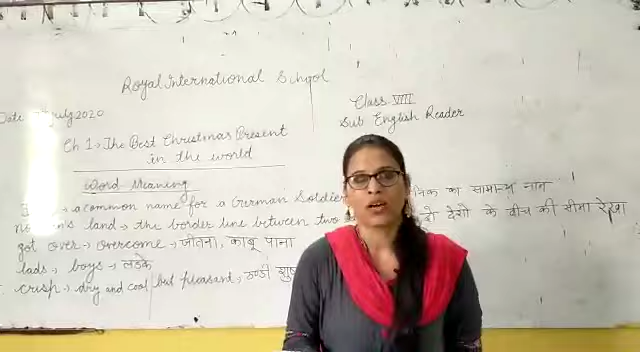 Royal International School
Date July 2020
Class VIII
Sub English Reader
Ch 1 → The Best Christmas Present
in the world
Word Meaning
→ a common name for a German Soldie का सामान्य नाम
land → the border line between two दो देशों के बीच की सीमा रेखा
got over → overcome → जीतना, काबू पाना
lads → boys → लड़के
crisp → dry and cool but pleasant, ठण्डी